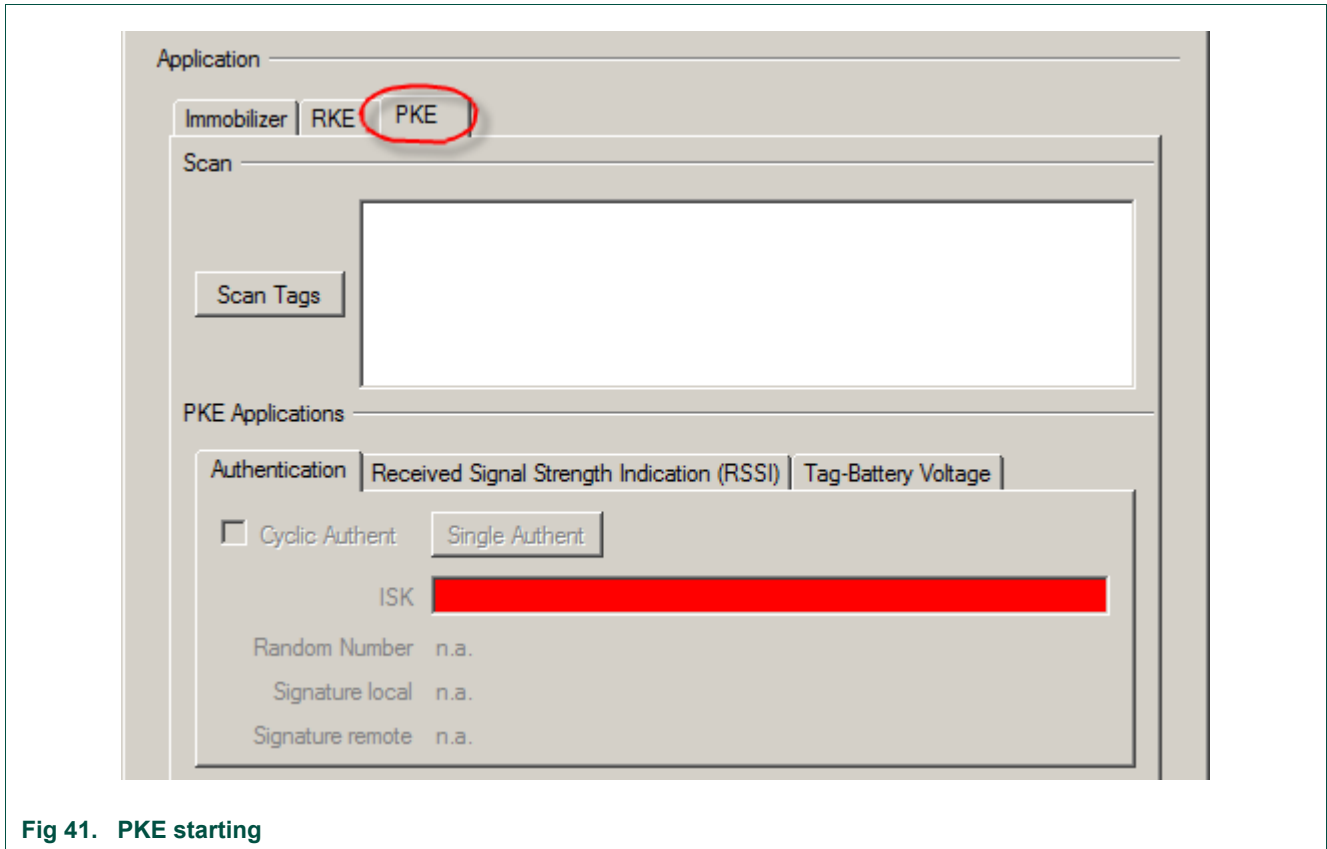 Application
Immobilizer RKE PKE
Scan
Scan Tags
PKE Applications
Authentication Received Signal Strength Indication (RSSI) Tag-Battery Voltage
Cyclic Authent Single Authent
ISK
Random Number n.a.
Signature local n.a.
Signature remote n.a.
Fig 41. PKE starting